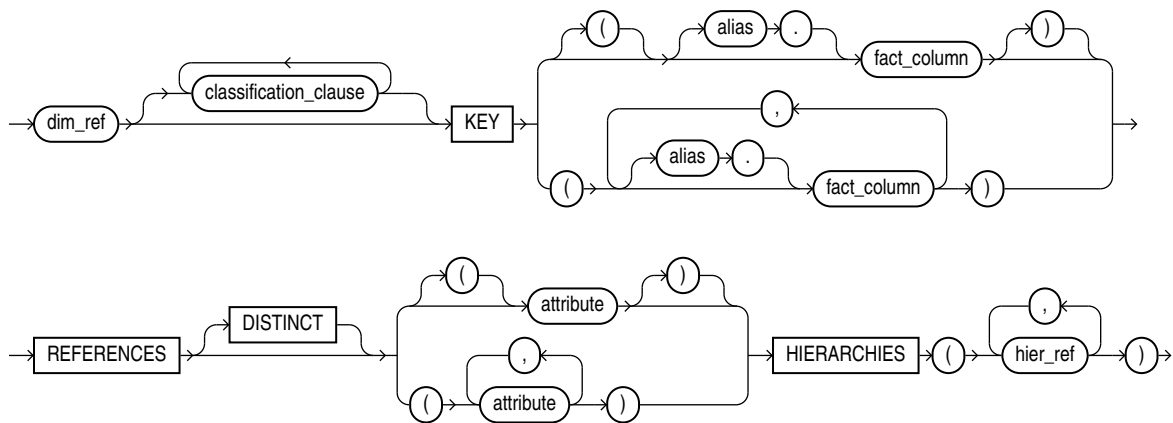 ( alias . fact_column )
classification_clause
dim_ref KEY
,
alias .
( fact_column )
( attribute )
DISTINCT ,
REFERENCES , HIERARCHIES ( hier_ref )
( attribute )